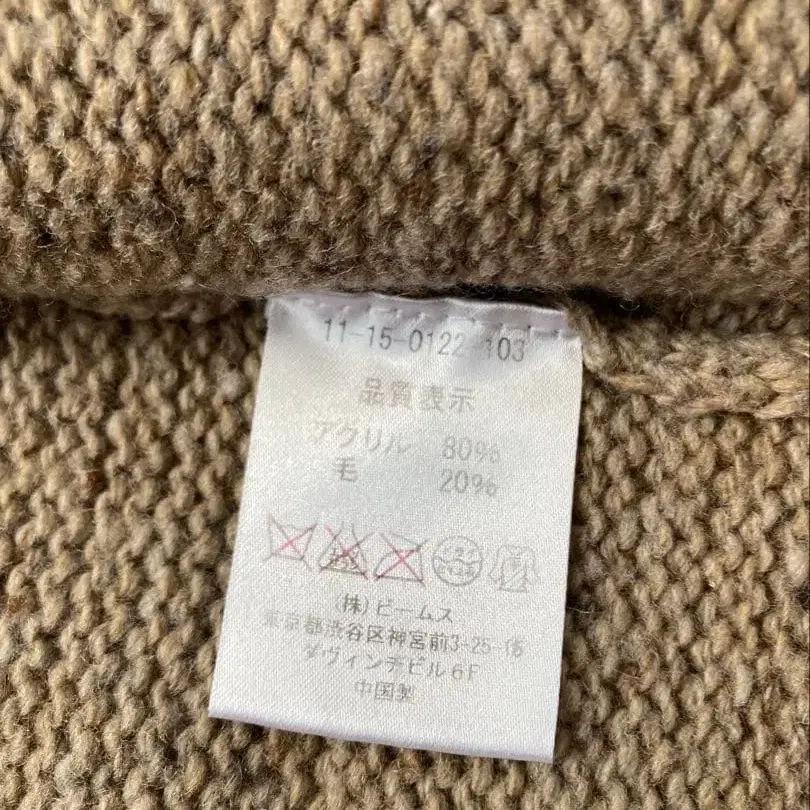 11-15-0122-103
品質表示
アクリル 80%
毛 20%
(株)ビームス
東京都渋谷区神宮前3-25-15
ダヴィンチビル6F
中国製